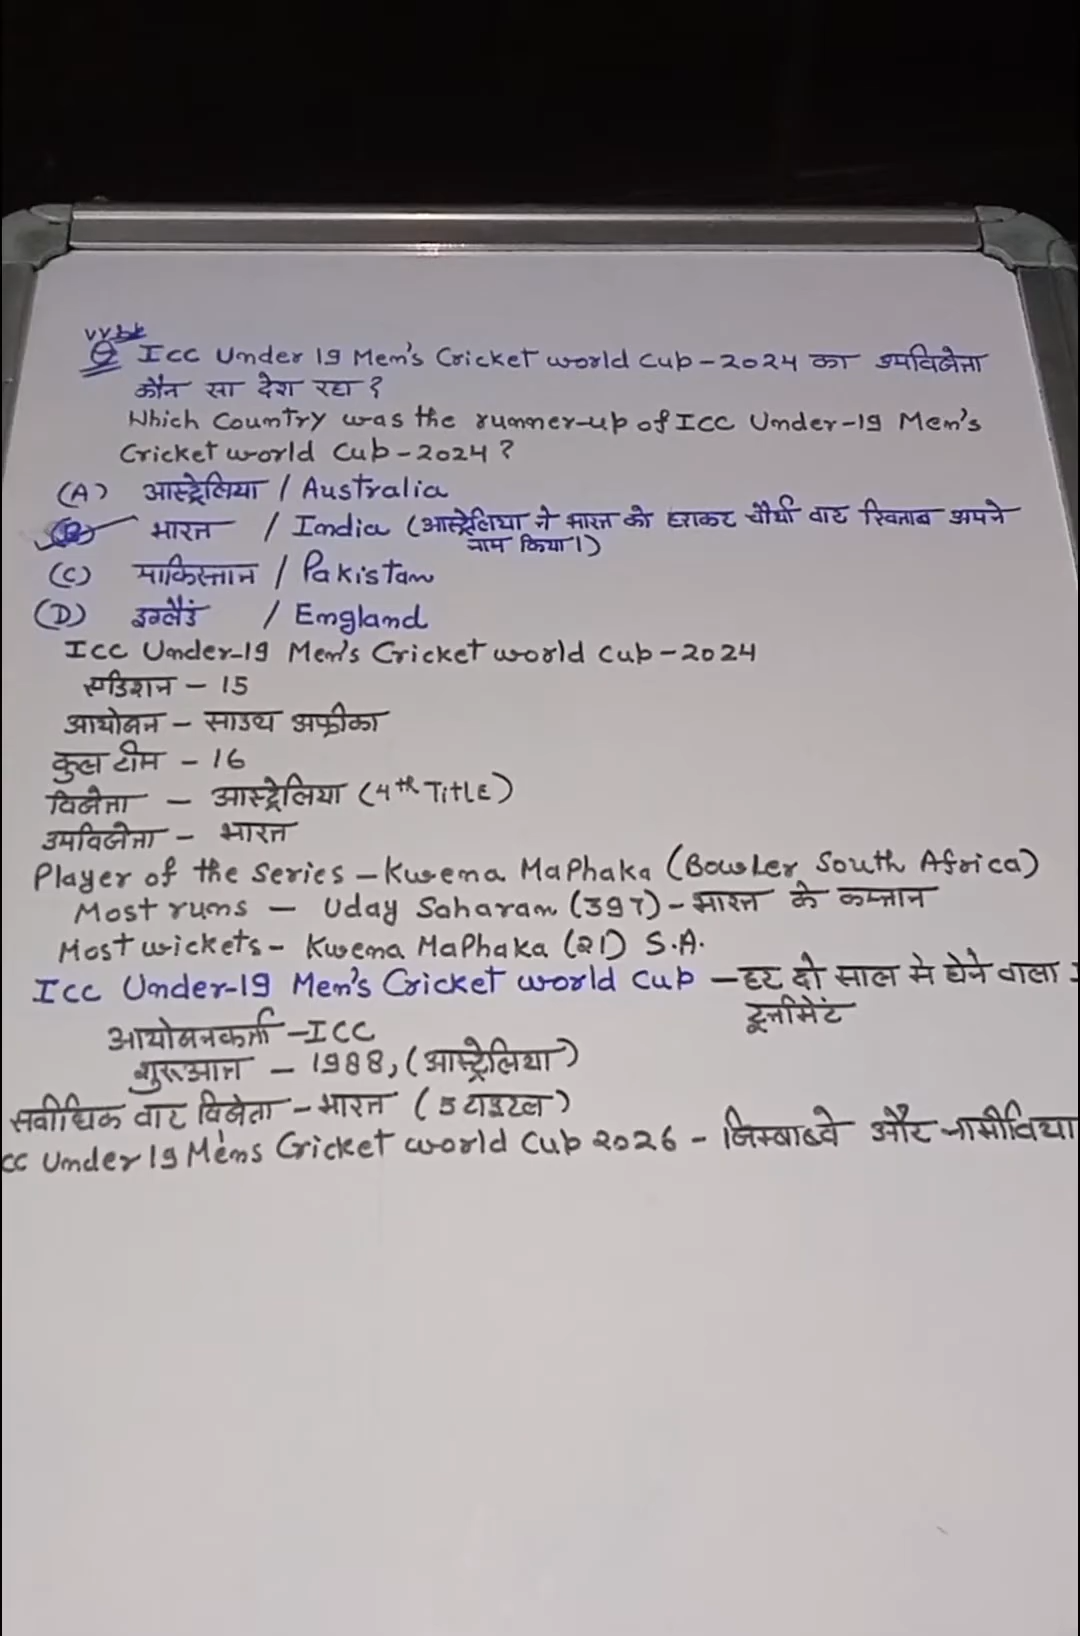 VVImp
Q ICC Under 19 Men's Cricket world Cup-2024 का उपविजेता
कौन सा देश रहा ?
Which Country was the runner-up of ICC Under-19 Men's
Cricket world Cup-2024?
(A) आस्ट्रेलिया / Australia
(B) भारत / India (आस्ट्रेलिया ने भारत को हराकर चौथी बार खिताब अपने
नाम किया।)
(C) पाकिस्तान / Pakistan
(D) इंग्लैंड / England
ICC Under-19 Men's Cricket world Cup-2024
एडिशन - 15
आयोजन - साउथ अफ्रीका
कुल टीम - 16
विजेता - आस्ट्रेलिया (4th TITLE)
उपविजेता - भारत
Player of the Series - Kwena MaPhaka (Bowler, South Africa)
Most runs - Uday Saharan (397) - भारत के कप्तान
Most wickets - Kwena MaPhaka (21) S.A.
ICC Under-19 Men's Cricket world Cup - हर दो साल मे होने वाला
टूर्नामेंट
आयोजनकर्ता - ICC
शुरूआत - 1988, (आस्ट्रेलिया)
सर्वाधिक बार विजेता - भारत (5 टाइटल)
CC Under 19 Men's Cricket world Cup 2026 - जिम्बाब्वे और नामीबिया